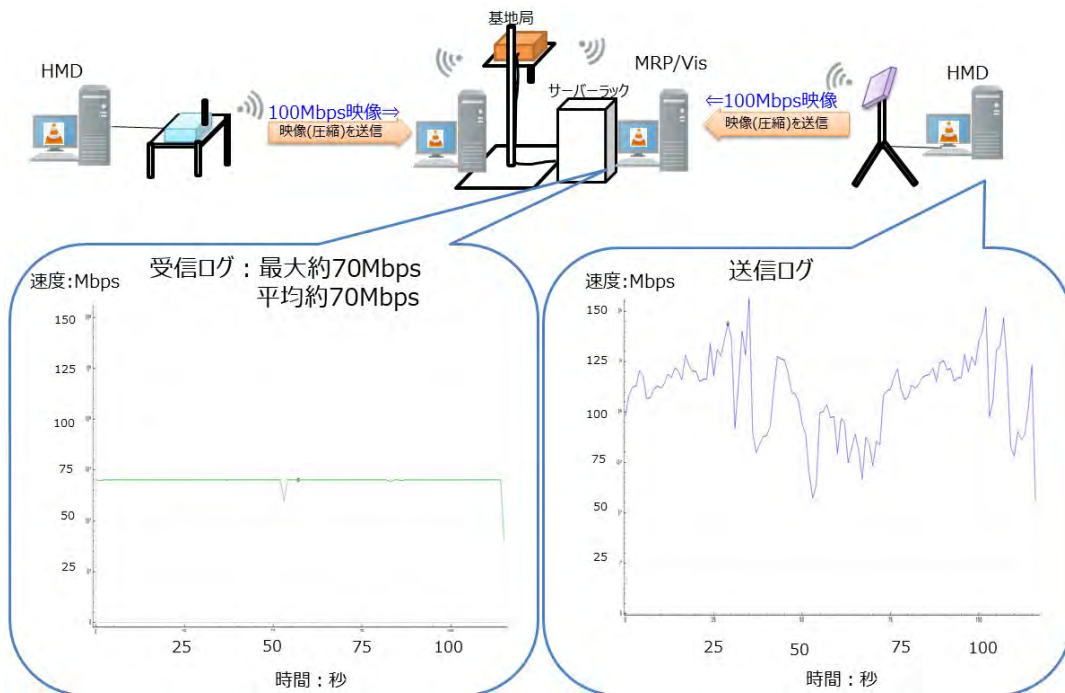 基地局
HMD
MRP/Vis
HMD
サーバーラック
100Mbps映像⇒
映像(圧縮)を送信
⇐100Mbps映像
映像(圧縮)を送信
速度:Mbps
受信ログ：最大約70Mbps
平均約70Mbps
150
125
100
75
50
25
25
50
75
100
時間：秒
送信ログ
速度:Mbps
150
125
100
75
50
25
25
50
75
100
時間：秒